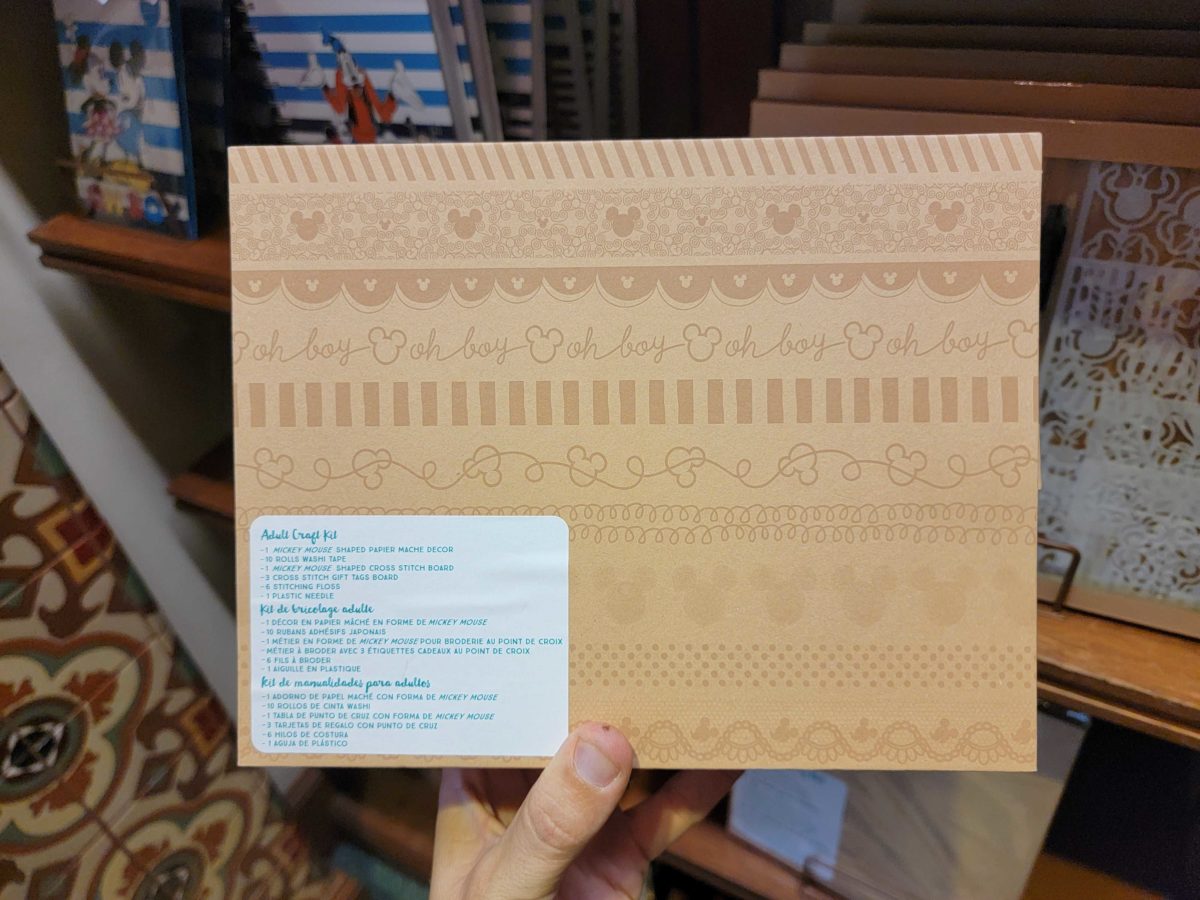 oh boy oh boy oh boy oh boy oh boy
Adult Craft Kit
-1 MICKEY MOUSE SHAPED PAPIER MACHE DECOR
-10 ROLLS WASHI TAPE
-1 MICKEY MOUSE SHAPED CROSS STITCH BOARD
-3 CROSS STITCH GIFT TAGS BOARD
-6 STITCHING FLOSS
-1 PLASTIC NEEDLE
Kit de bricolage adulte
-1 DÉCOR EN PAPIER MÂCHÉ EN FORME DE MICKEY MOUSE
-10 RUBANS ADHÉSIFS JAPONAIS
-1 MÉTIER EN FORME DE MICKEY MOUSE POUR BRODERIE AU POINT DE CROIX
-MÉTIER À BRODER AVEC 3 ÉTIQUETTES CADEAUX AU POINT DE CROIX
-6 FILS À BRODER
-1 AIGUILLE EN PLASTIQUE
Kit de manualidades para adultos
-1 ADORNO DE PAPEL MACHÉ CON FORMA DE MICKEY MOUSE
-10 ROLLOS DE CINTA WASHI
-1 TABLA DE PUNTO DE CRUZ CON FORMA DE MICKEY MOUSE
-3 TARJETAS DE REGALO CON PUNTO DE CRUZ
-6 HILOS DE COSTURA
-1 AGUJA DE PLÁSTICO